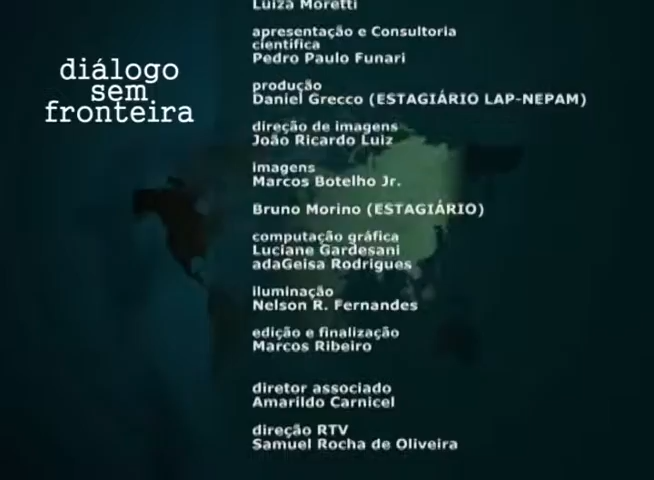 diálogo
sem
fronteira
Luiza Moretti
apresentação e Consultoria
científica
Pedro Paulo Funari
produção
Daniel Grecco (ESTAGIÁRIO LAP-NEPAM)
direção de imagens
João Ricardo Luiz
imagens
Marcos Botelho Jr.
Bruno Morino (ESTAGIÁRIO)
computação gráfica
Luciane Gardesani
adaGeisa Rodrigues
iluminação
Nelson R. Fernandes
edição e finalização
Marcos Ribeiro
diretor associado
Amarildo Carnicel
direção RTV
Samuel Rocha de Oliveira